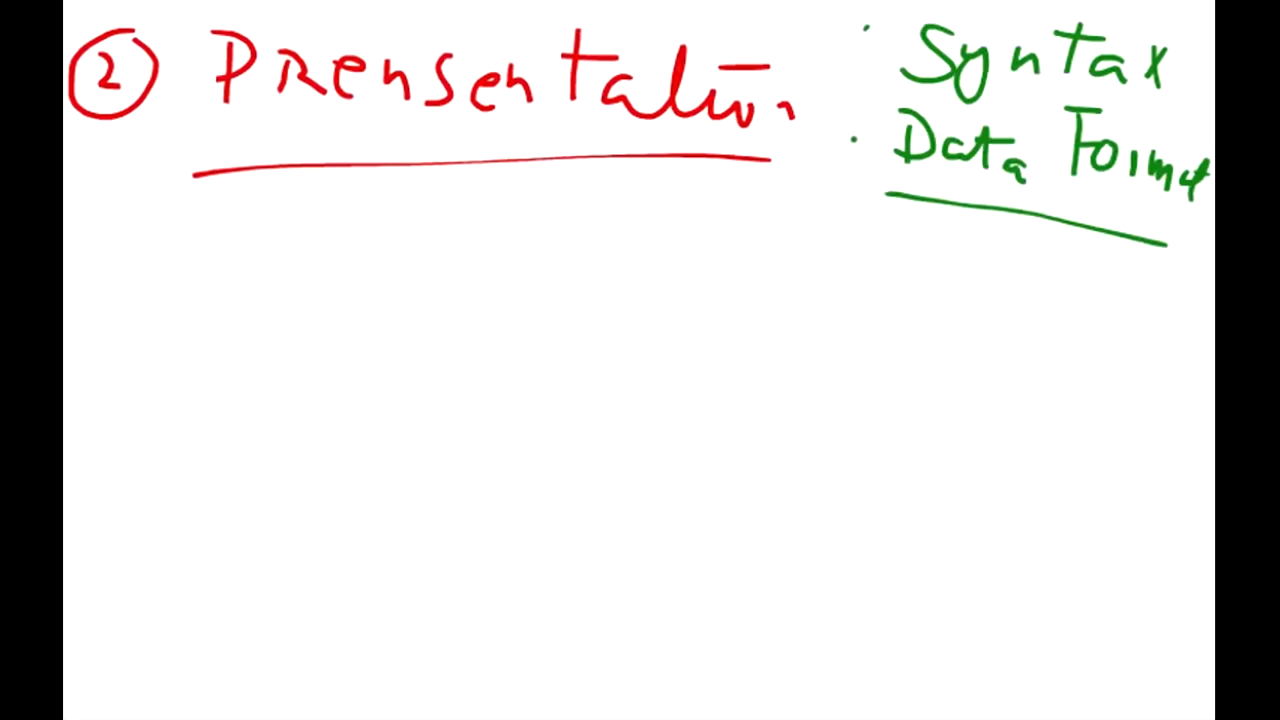 ② Prensentation
· Syntax
· Data Format